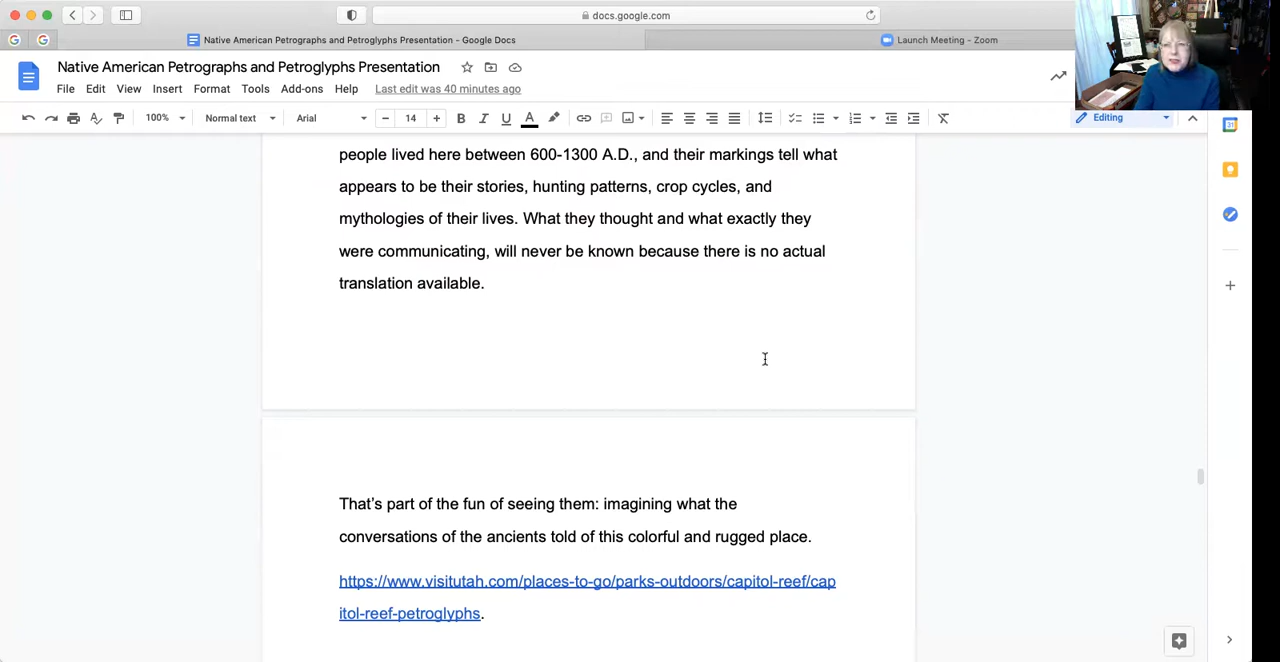 docs.google.com
Native American Petrographs and Petroglyphs Presentation - Google Docs
Launch Meeting - Zoom
Native American Petrographs and Petroglyphs Presentation
File Edit View Insert Format Tools Add-ons Help Last edit was 40 minutes ago
100% Normal text Arial 14 B I U A Editing
people lived here between 600-1300 A.D., and their markings tell what
appears to be their stories, hunting patterns, crop cycles, and
mythologies of their lives. What they thought and what exactly they
were communicating, will never be known because there is no actual
translation available.
That's part of the fun of seeing them: imagining what the
conversations of the ancients told of this colorful and rugged place.
https://www.visitutah.com/places-to-go/parks-outdoors/capitol-reef/cap
itol-reef-petroglyphs.